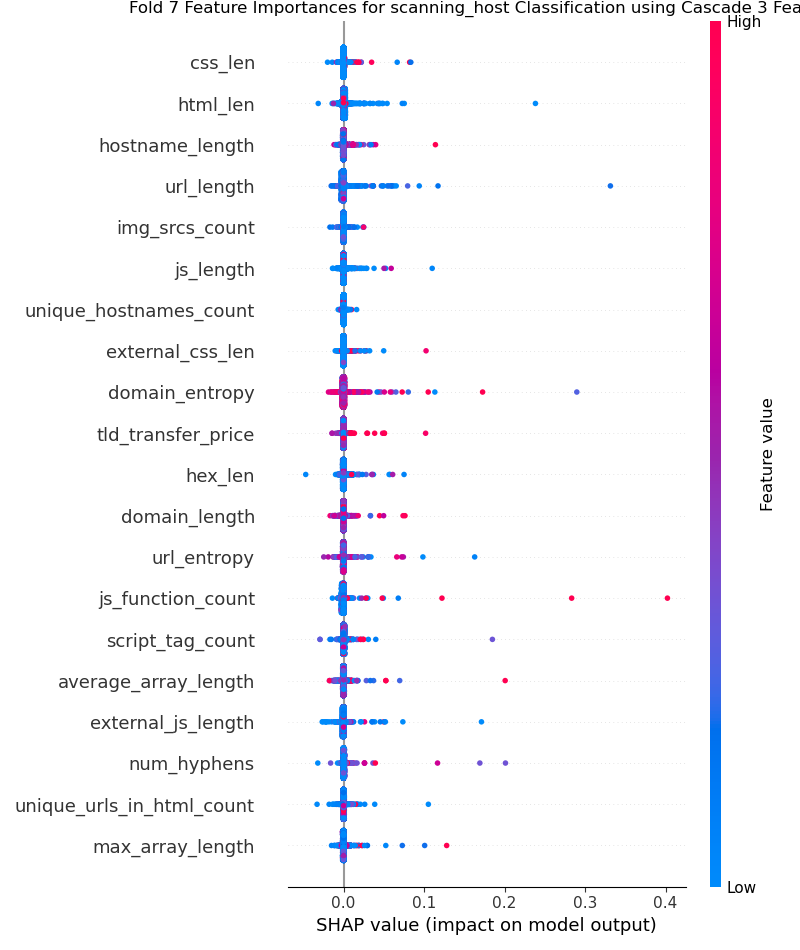 Fold 7 Feature Importances for scanning_host Classification using Cascade 3 Fea
High
css_len
html_len
hostname_length
url_length
img_srcs_count
js_length
unique_hostnames_count
external_css_len
domain_entropy
tld_transfer_price
hex_len
domain_length
url_entropy
js_function_count
script_tag_count
average_array_length
external_js_length
num_hyphens
unique_urls_in_html_count
max_array_length
Feature value
Low
0.0 0.1 0.2 0.3 0.4
SHAP value (impact on model output)